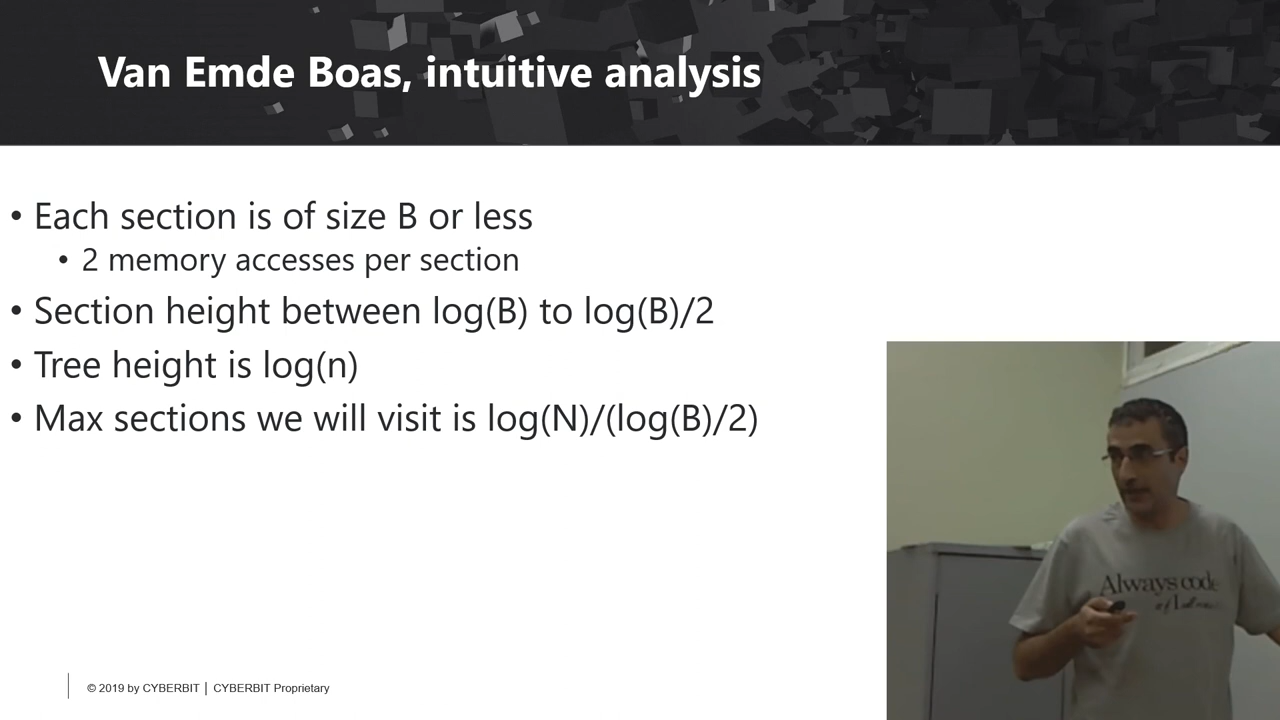 Van Emde Boas, intuitive analysis
• Each section is of size B or less
• 2 memory accesses per section
• Section height between log(B) to log(B)/2
• Tree height is log(n)
• Max sections we will visit is log(N)/(log(B)/2)
Always code
© 2019 by CYBERBIT | CYBERBIT Proprietary